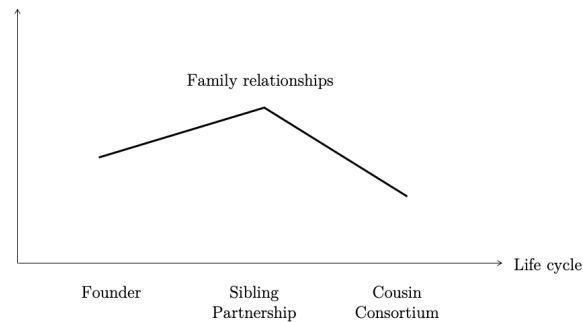 Family relationships
Life cycle
Founder
Sibling
Partnership
Cousin
Consortium